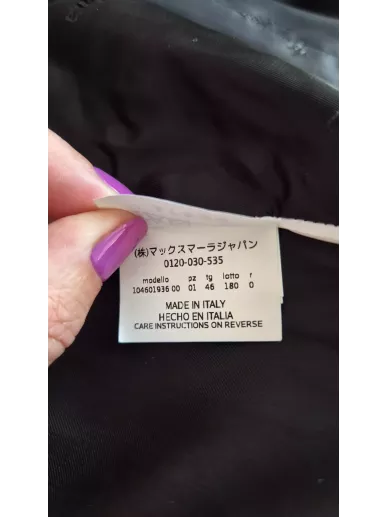 (株)マックスマーラジャパン
0120-030-535
modello pz tg lotto r
104601936 00 01 46 180 0
MADE IN ITALY
HECHO EN ITALIA
CARE INSTRUCTIONS ON REVERSE